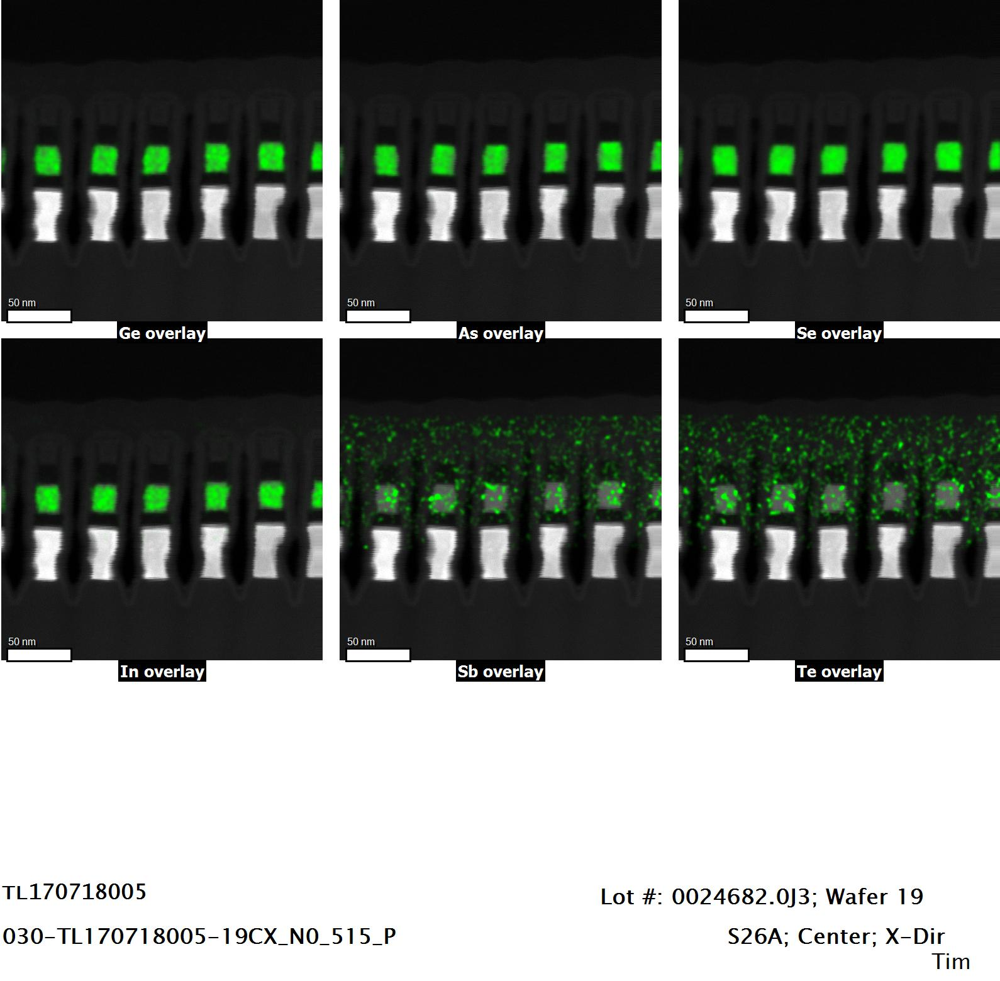 50 nm
50 nm
50 nm
Ge overlay
As overlay
Se overlay
50 nm
50 nm
50 nm
In overlay
Sb overlay
Te overlay
TL170718005
Lot #: 0024682.0J3; Wafer 19
030-TL170718005-19CX_N0_515_P
S26A; Center; X-Dir
Tim